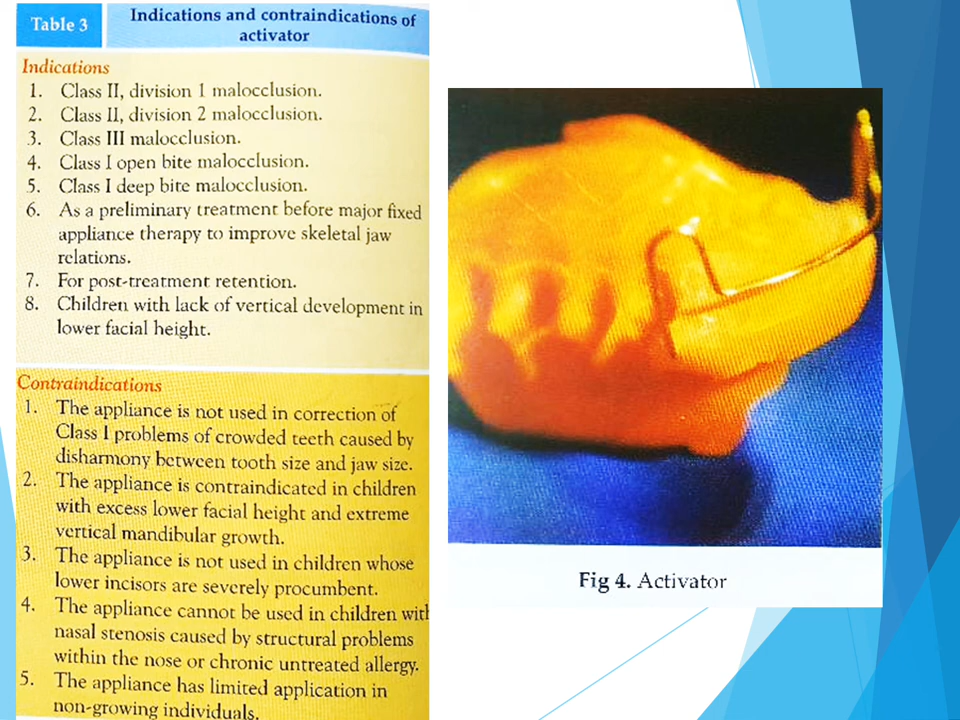 Table 3
Indications and contraindications of
activator
Indications
1. Class II, division 1 malocclusion.
2. Class II, division 2 malocclusion.
3. Class III malocclusion.
4. Class I open bite malocclusion.
5. Class I deep bite malocclusion.
6. As a preliminary treatment before major fixed
appliance therapy to improve skeletal jaw
relations.
7. For post-treatment retention.
8. Children with lack of vertical development in
lower facial height.
Contraindications
1. The appliance is not used in correction of
Class I problems of crowded teeth caused by
disharmony between tooth size and jaw size.
2. The appliance is contraindicated in children
with excess lower facial height and extreme
vertical mandibular growth.
3. The appliance is not used in children whose
lower incisors are severely procumbent.
4. The appliance cannot be used in children with
nasal stenosis caused by structural problems
within the nose or chronic untreated allergy.
5. The appliance has limited application in
non-growing individuals.
Fig 4. Activator